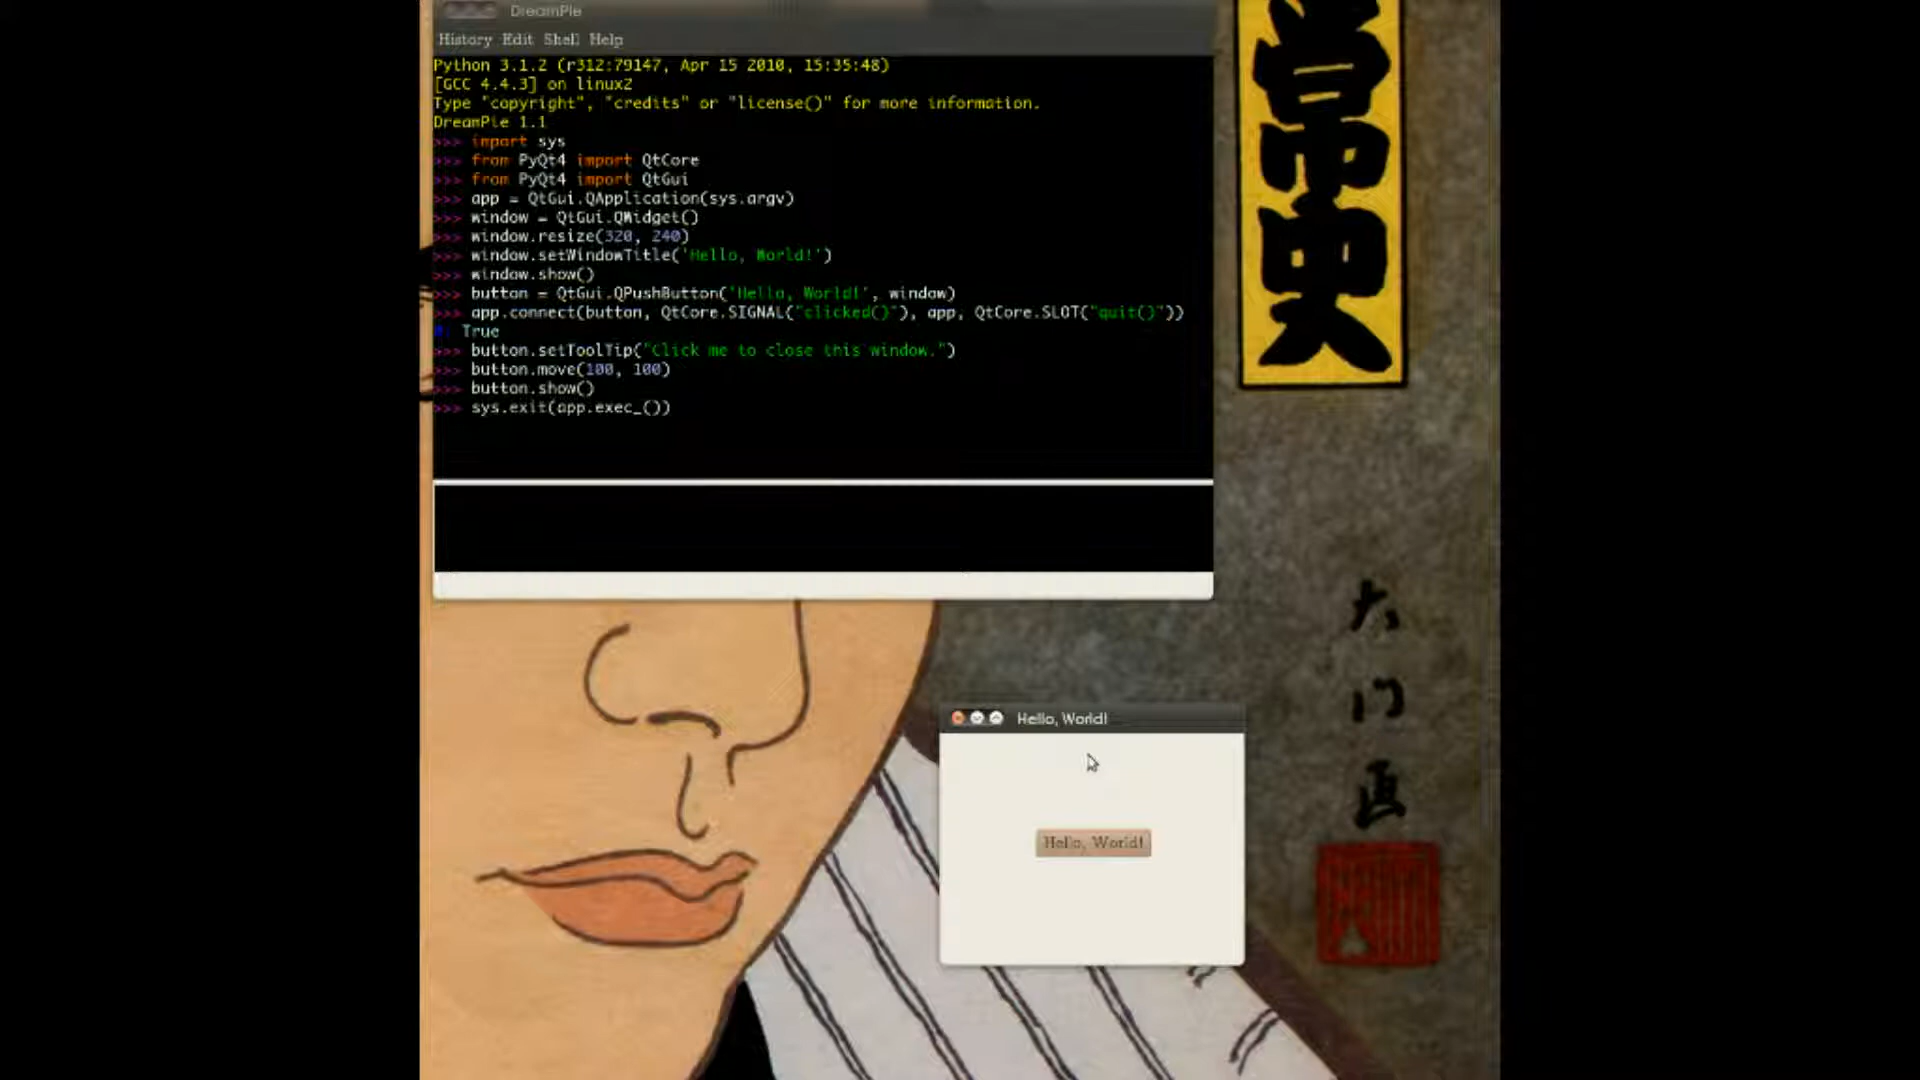 DreamPie
History Edit Shell Help
Python 3.1.2 (r312:79147, Apr 15 2010, 15:35:48)
[GCC 4.4.3] on linux2
Type "copyright", "credits" or "license()" for more information.
DreamPie 1.1
>>> import sys
>>> from PyQt4 import QtCore
>>> from PyQt4 import QtGui
>>> app = QtGui.QApplication(sys.argv)
>>> window = QtGui.QWidget()
>>> window.resize(320, 240)
>>> window.setWindowTitle('Hello, World!')
>>> window.show()
>>> button = QtGui.QPushButton('Hello, World!', window)
>>> app.connect(button, QtCore.SIGNAL("clicked()"), app, QtCore.SLOT("quit()"))
0: True
>>> button.setToolTip("Click me to close this window.")
>>> button.move(100, 100)
>>> button.show()
>>> sys.exit(app.exec_())
Hello, World!
Hello, World!
大门画